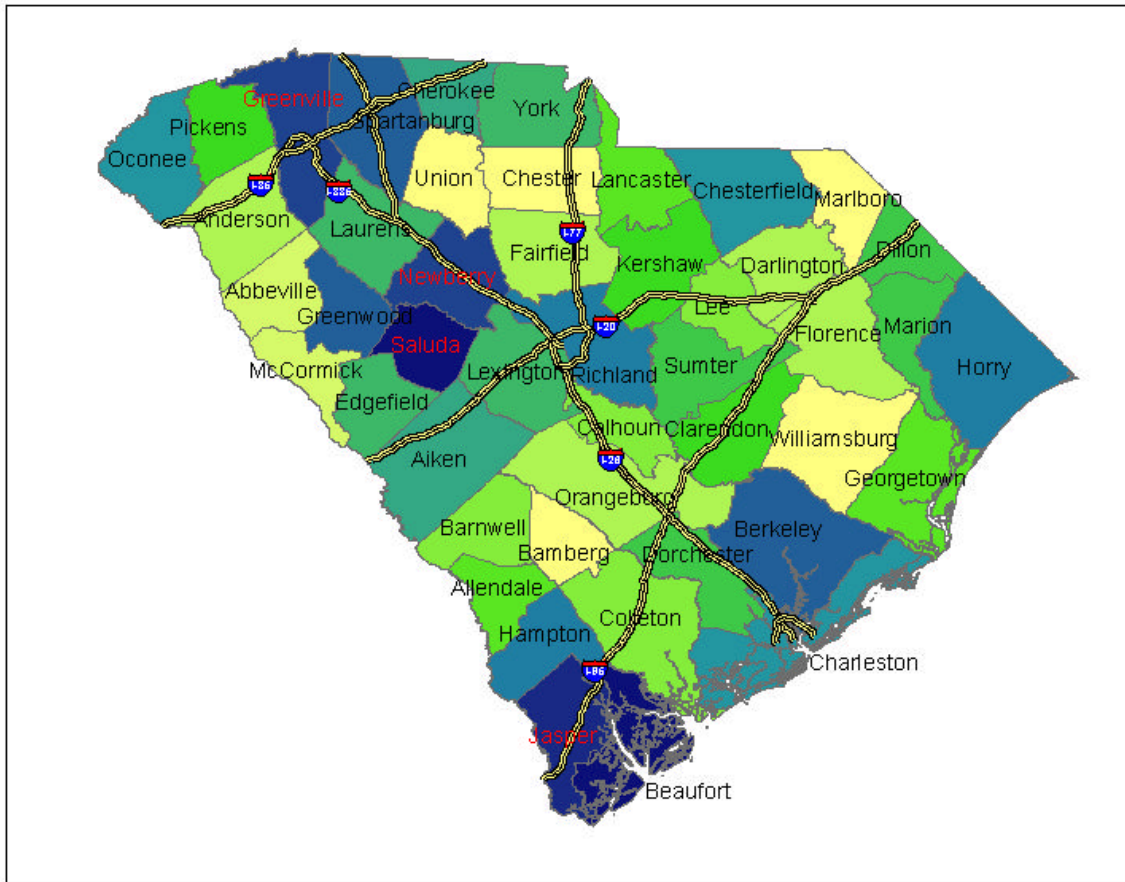 Cherokee
Greenville
York
Spartanburg
Pickens
Oconee
Union
Chester
Lancaster
Chesterfield
Marlboro
I-85
I-385
Anderson
Laurens
I-77
Fairfield
Dillon
Newberry
Kershaw
Darlington
Abbeville
Greenwood
Lee
Florence
Marion
I-20
Saluda
McCormick
Lexington
Richland
Sumter
Horry
Edgefield
Calhoun
Clarendon
Williamsburg
Aiken
I-26
Georgetown
Orangeburg
Barnwell
Berkeley
Bamberg
Dorchester
Allendale
Colleton
Hampton
Charleston
I-95
Jasper
Beaufort